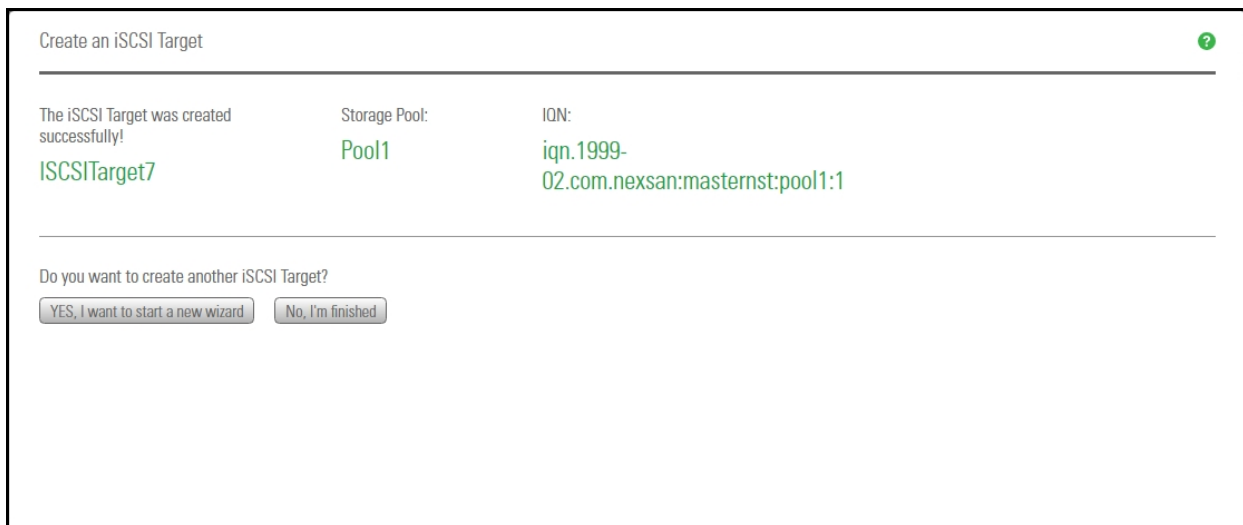 Create an iSCSI Target
?
The iSCSI Target was created
successfully!
ISCSITarget7
Storage Pool:
Pool1
IQN:
iqn.1999-
02.com.nexsan:masternst:pool1:1
Do you want to create another iSCSI Target?
YES, I want to start a new wizard
No, I'm finished